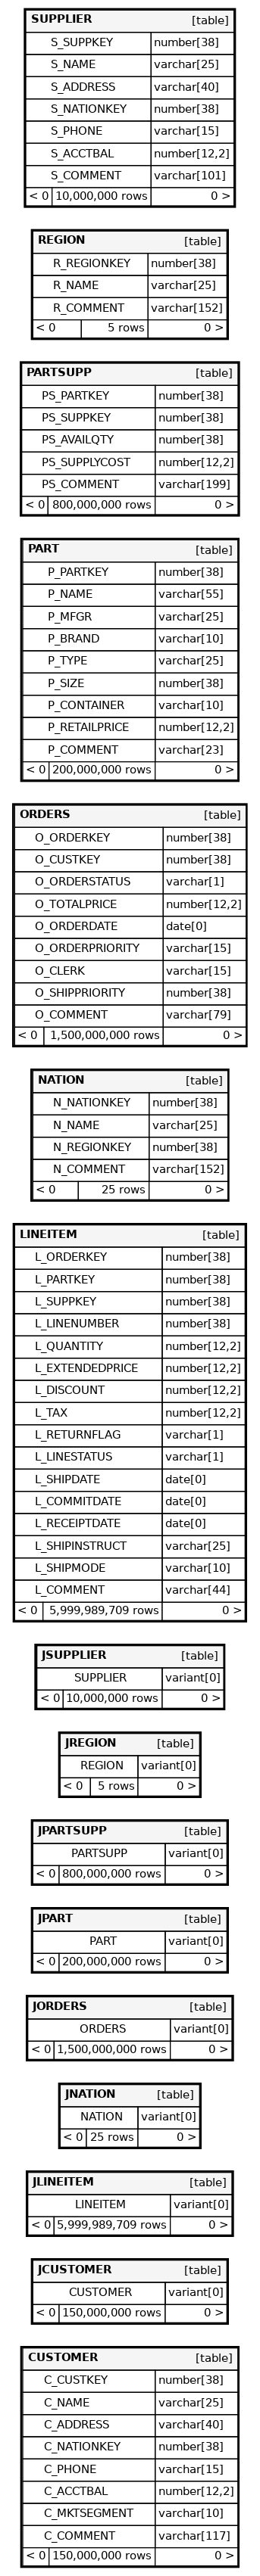 SUPPLIER [table]
S_SUPPKEY number[38]
S_NAME varchar[25]
S_ADDRESS varchar[40]
S_NATIONKEY number[38]
S_PHONE varchar[15]
S_ACCTBAL number[12,2]
S_COMMENT varchar[101]
< 0 10,000,000 rows 0 >
REGION [table]
R_REGIONKEY number[38]
R_NAME varchar[25]
R_COMMENT varchar[152]
< 0 5 rows 0 >
PARTSUPP [table]
PS_PARTKEY number[38]
PS_SUPPKEY number[38]
PS_AVAILQTY number[38]
PS_SUPPLYCOST number[12,2]
PS_COMMENT varchar[199]
< 0 800,000,000 rows 0 >
PART [table]
P_PARTKEY number[38]
P_NAME varchar[55]
P_MFGR varchar[25]
P_BRAND varchar[10]
P_TYPE varchar[25]
P_SIZE number[38]
P_CONTAINER varchar[10]
P_RETAILPRICE number[12,2]
P_COMMENT varchar[23]
< 0 200,000,000 rows 0 >
ORDERS [table]
O_ORDERKEY number[38]
O_CUSTKEY number[38]
O_ORDERSTATUS varchar[1]
O_TOTALPRICE number[12,2]
O_ORDERDATE date[0]
O_ORDERPRIORITY varchar[15]
O_CLERK varchar[15]
O_SHIPPRIORITY number[38]
O_COMMENT varchar[79]
< 0 1,500,000,000 rows 0 >
NATION [table]
N_NATIONKEY number[38]
N_NAME varchar[25]
N_REGIONKEY number[38]
N_COMMENT varchar[152]
< 0 25 rows 0 >
LINEITEM [table]
L_ORDERKEY number[38]
L_PARTKEY number[38]
L_SUPPKEY number[38]
L_LINENUMBER number[38]
L_QUANTITY number[12,2]
L_EXTENDEDPRICE number[12,2]
L_DISCOUNT number[12,2]
L_TAX number[12,2]
L_RETURNFLAG varchar[1]
L_LINESTATUS varchar[1]
L_SHIPDATE date[0]
L_COMMITDATE date[0]
L_RECEIPTDATE date[0]
L_SHIPINSTRUCT varchar[25]
L_SHIPMODE varchar[10]
L_COMMENT varchar[44]
< 0 5,999,989,709 rows 0 >
JSUPPLIER [table]
SUPPLIER variant[0]
< 0 10,000,000 rows 0 >
JREGION [table]
REGION variant[0]
< 0 5 rows 0 >
JPARTSUPP [table]
PARTSUPP variant[0]
< 0 800,000,000 rows 0 >
JPART [table]
PART variant[0]
< 0 200,000,000 rows 0 >
JORDERS [table]
ORDERS variant[0]
< 0 1,500,000,000 rows 0 >
JNATION [table]
NATION variant[0]
< 0 25 rows 0 >
JLINEITEM [table]
LINEITEM variant[0]
< 0 5,999,989,709 rows 0 >
JCUSTOMER [table]
CUSTOMER variant[0]
< 0 150,000,000 rows 0 >
CUSTOMER [table]
C_CUSTKEY number[38]
C_NAME varchar[25]
C_ADDRESS varchar[40]
C_NATIONKEY number[38]
C_PHONE varchar[15]
C_ACCTBAL number[12,2]
C_MKTSEGMENT varchar[10]
C_COMMENT varchar[117]
< 0 150,000,000 rows 0 >